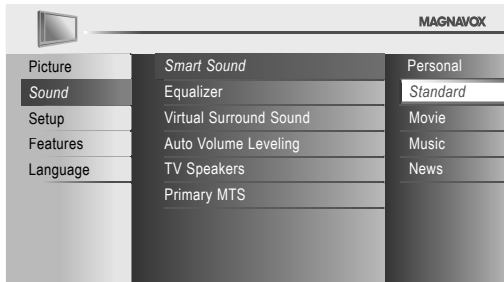 MAGNAVOX
Picture
Sound
Setup
Features
Language
Smart Sound
Equalizer
Virtual Surround Sound
Auto Volume Leveling
TV Speakers
Primary MTS
Personal
Standard
Movie
Music
News